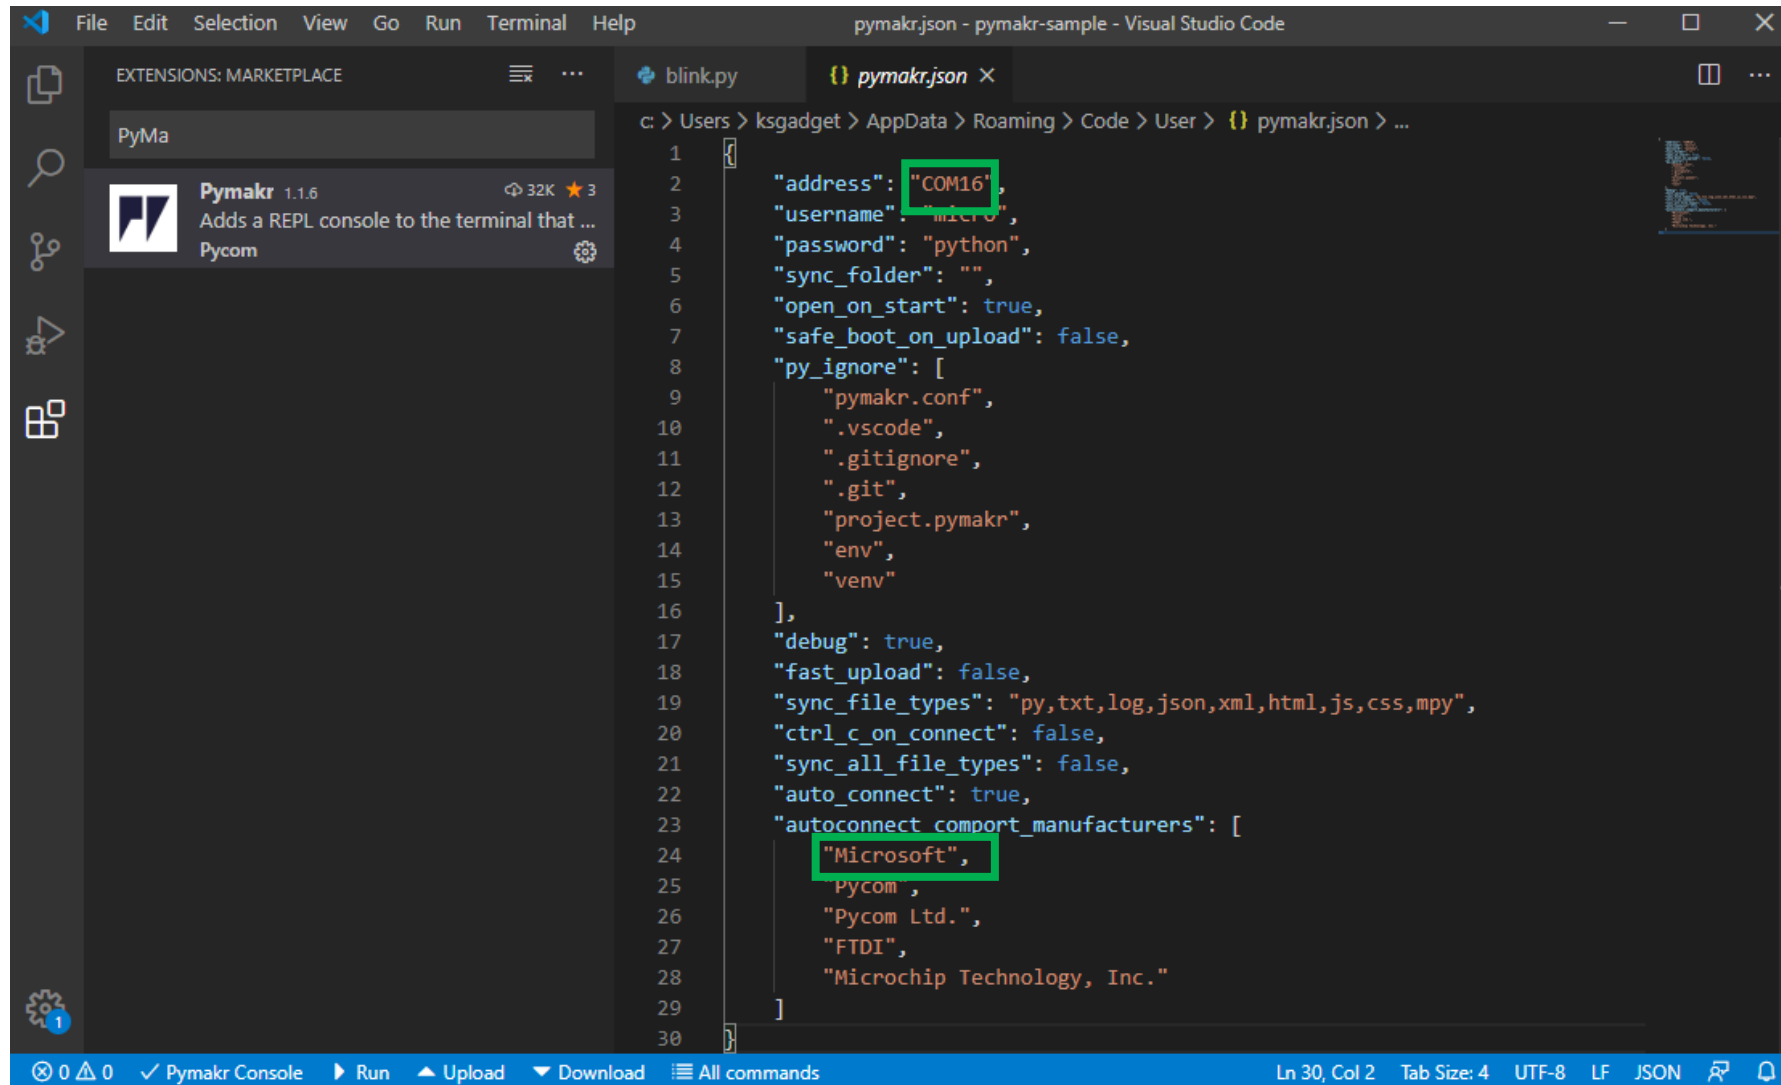 File Edit Selection View Go Run Terminal Help
pymakr.json - pymakr-sample - Visual Studio Code
EXTENSIONS: MARKETPLACE
PyMa
Pymakr 1.1.6 32K 3
Adds a REPL console to the terminal that ...
Pycom
1
blink.py
{} pymakr.json
c: > Users > ksgadget > AppData > Roaming > Code > User > {} pymakr.json > ...
1 {
2 "address": "COM16",
3 "username": "micro",
4 "password": "python",
5 "sync_folder": "",
6 "open_on_start": true,
7 "safe_boot_on_upload": false,
8 "py_ignore": [
9 "pymakr.conf",
10 ".vscode",
11 ".gitignore",
12 ".git",
13 "project.pymakr",
14 "env",
15 "venv"
16 ],
17 "debug": true,
18 "fast_upload": false,
19 "sync_file_types": "py,txt,log,json,xml,html,js,css,mpy",
20 "ctrl_c_on_connect": false,
21 "sync_all_file_types": false,
22 "auto_connect": true,
23 "autoconnect_comport_manufacturers": [
24 "Microsoft",
25 "Pycom",
26 "Pycom Ltd.",
27 "FTDI",
28 "Microchip Technology, Inc."
29 ]
30 }
0 0 Pymakr Console Run Upload Download All commands
Ln 30, Col 2 Tab Size: 4 UTF-8 LF JSON